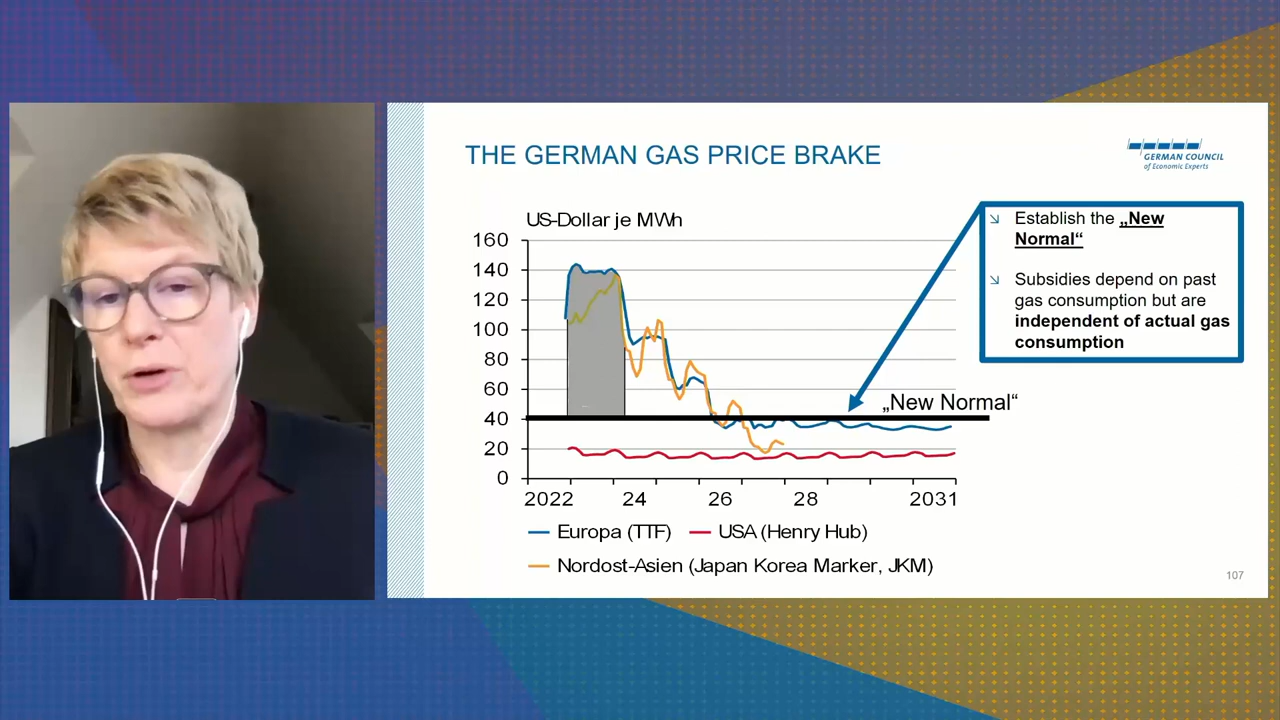 THE GERMAN GAS PRICE BRAKE
GERMAN COUNCIL
of Economic Experts
US-Dollar je MWh
160
140
120
100
80
60
40
20
0
2022
24
26
28
2031
„New Normal“
Europa (TTF)
USA (Henry Hub)
Nordost-Asien (Japan Korea Marker, JKM)
Establish the „New
Normal“
Subsidies depend on past
gas consumption but are
independent of actual gas
consumption
107